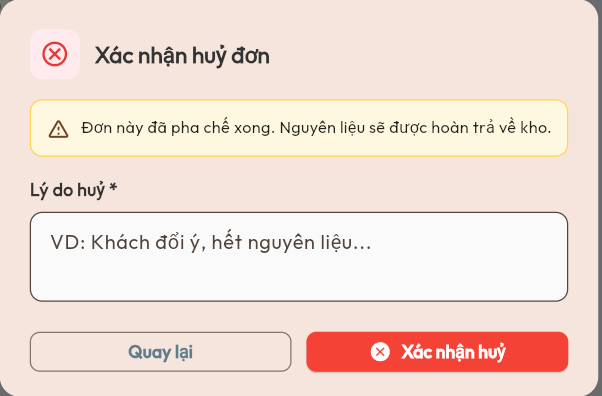 Xác nhận huỷ đơn
Đơn này đã pha chế xong. Nguyên liệu sẽ được hoàn trả về kho.
Lý do huỷ *
VD: Khách đổi ý, hết nguyên liệu...
Quay lại
Xác nhận huỷ